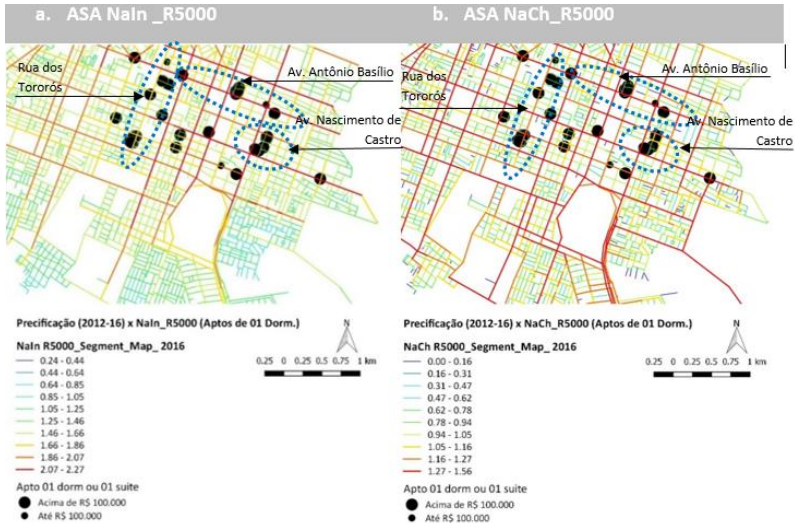 a. ASA NaIn _R5000
b. ASA NaCh_R5000
Rua dos
Tororós
Av. Antônio Basílio
Av. Nascimento de
Castro
Rua dos
Tororós
Av. Antônio Basílio
Av. Nascimento de
Castro
Precificação (2012-16) x NaIn_R5000 (Aptos de 01 Dorm.)
NaIn R5000_Segment_Map_ 2016
0.24 - 0.44
0.44 - 0.64
0.64 - 0.85
0.85 - 1.05
1.05 - 1.25
1.25 - 1.46
1.46 - 1.66
1.66 - 1.86
1.86 - 2.07
2.07 - 2.27
Apto 01 dorm ou 01 suite
Acima de R$ 100.000
Até R$ 100.000
N
0.25 0 0.25 0.5 0.75 1 km
Precificação (2012-16) x NaCh_R5000 (Aptos de 01 Dorm.)
NaCh R5000_Segment_Map_ 2016
0.00 - 0.16
0.16 - 0.31
0.31 - 0.47
0.47 - 0.62
0.62 - 0.78
0.78 - 0.94
0.94 - 1.05
1.05 - 1.16
1.16 - 1.27
1.27 - 1.56
Apto 01 dorm ou 01 suite
Acima de R$ 100.000
Até R$ 100.000
N
0.25 0 0.25 0.5 0.75 1 km